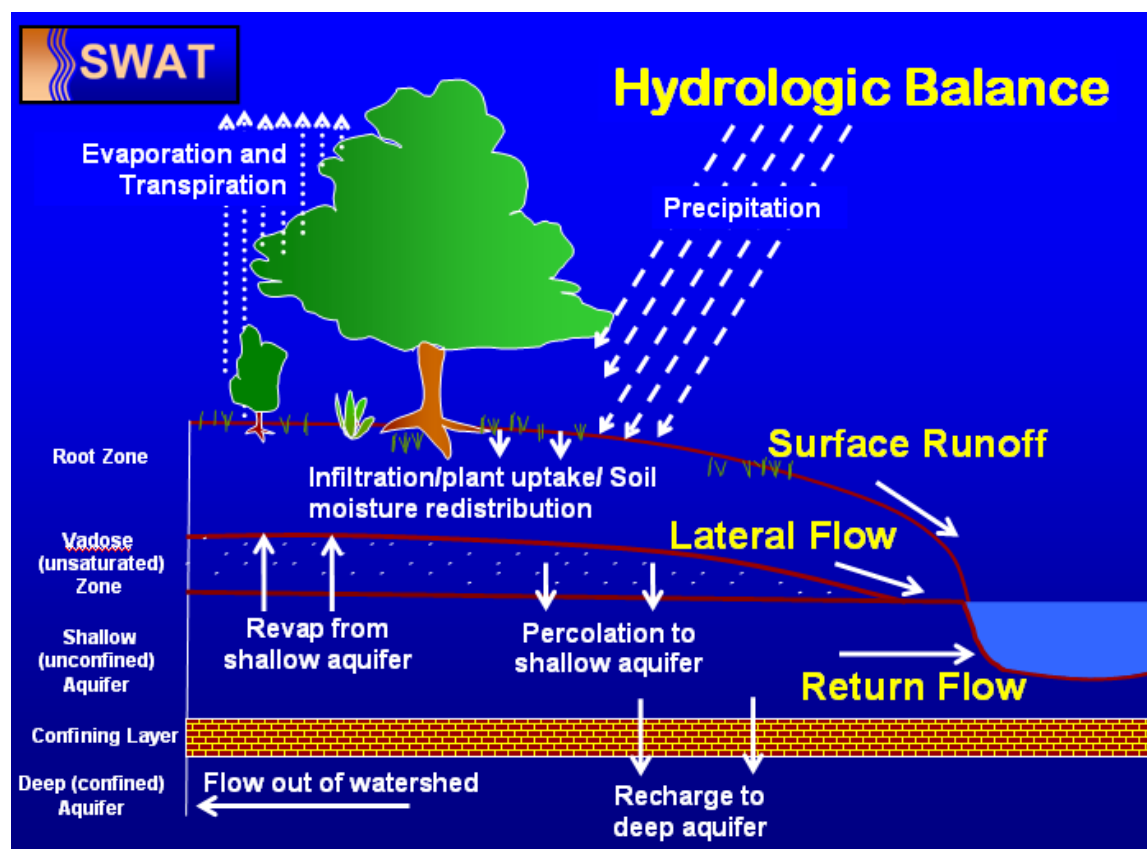 SWAT
Hydrologic Balance
Evaporation and
Transpiration
Precipitation
Root Zone
Infiltration/plant uptake/ Soil
moisture redistribution
Surface Runoff
Lateral Flow
Vadose
(unsaturated)
Zone
Revap from
shallow aquifer
Percolation to
shallow aquifer
Shallow
(unconfined)
Aquifer
Return Flow
Confining Layer
Deep (confined)
Aquifer
Flow out of watershed
Recharge to
deep aquifer